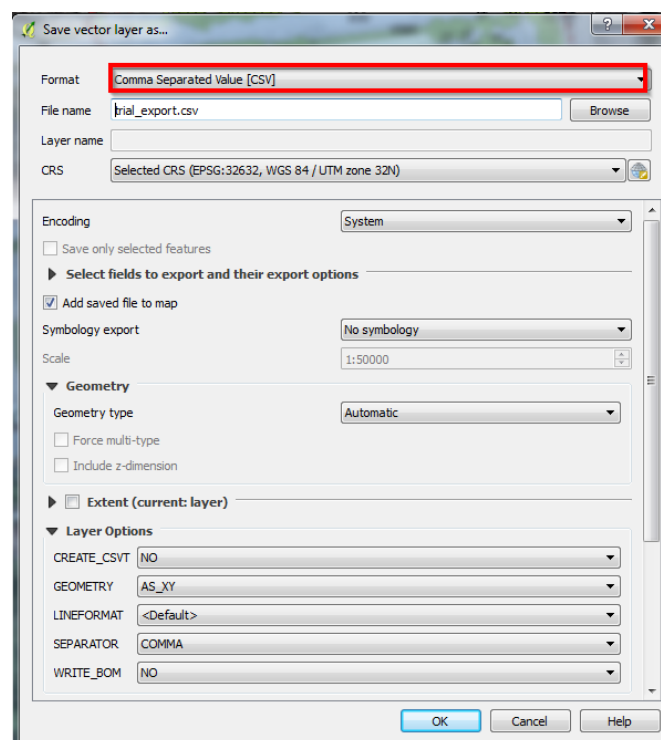 Save vector layer as...
Format Comma Separated Value [CSV]
File name trial_export.csv Browse
Layer name
CRS Selected CRS (EPSG:32632, WGS 84 / UTM zone 32N)
Encoding System
Save only selected features
Select fields to export and their export options
Add saved file to map
Symbology export No symbology
Scale 1:50000
Geometry
Geometry type Automatic
Force multi-type
Include z-dimension
Extent (current: layer)
Layer Options
CREATE_CSVT NO
GEOMETRY AS_XY
LINEFORMAT <Default>
SEPARATOR COMMA
WRITE_BOM NO
OK Cancel Help